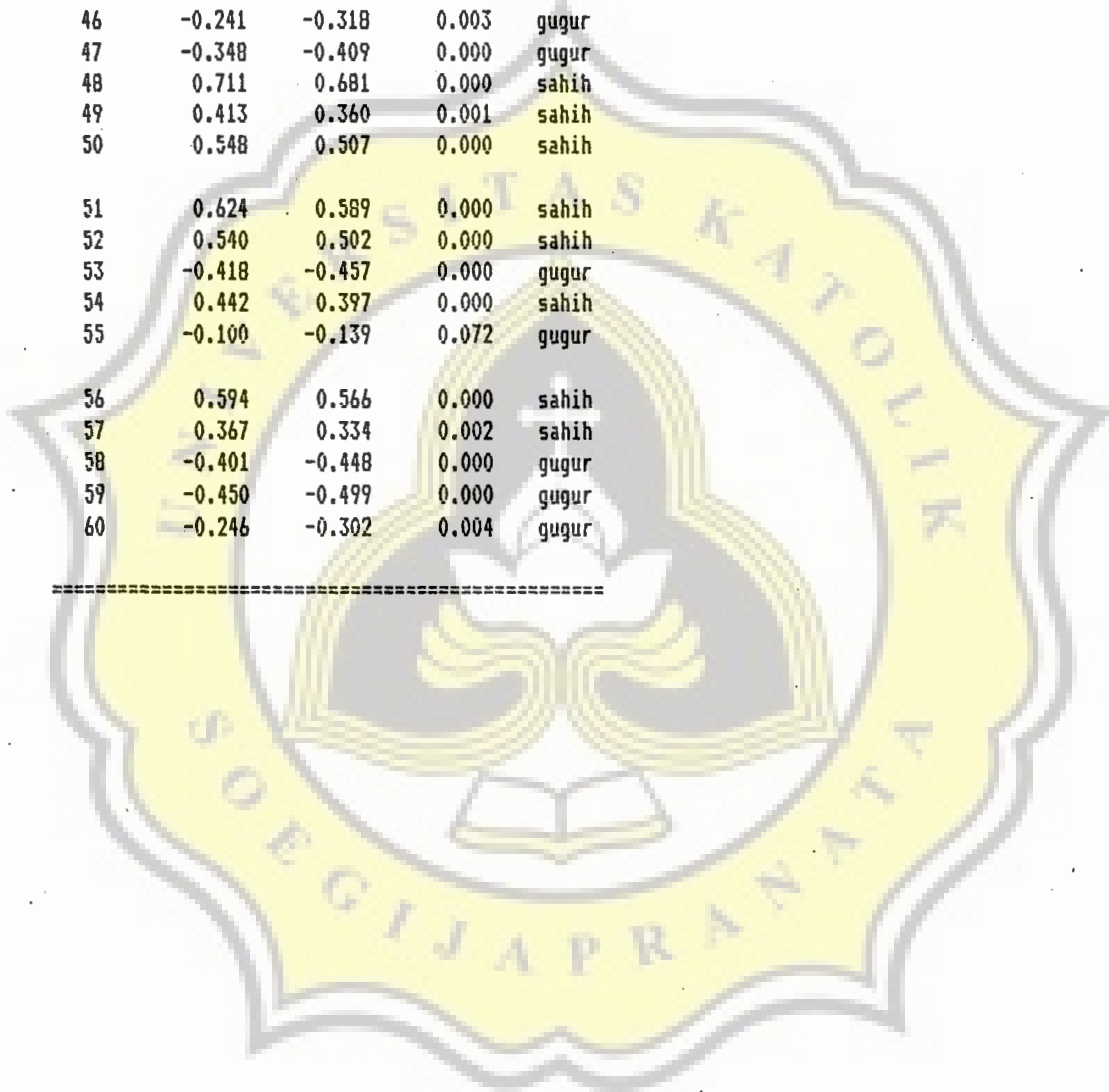 46 -0.241 -0.318 0.003 gugur
47 -0.348 -0.409 0.000 gugur
48 0.711 0.681 0.000 sahih
49 0.413 0.360 0.001 sahih
50 0.548 0.507 0.000 sahih
51 0.624 0.589 0.000 sahih
52 0.540 0.502 0.000 sahih
53 -0.418 -0.457 0.000 gugur
54 0.442 0.397 0.000 sahih
55 -0.100 -0.139 0.072 gugur
56 0.594 0.566 0.000 sahih
57 0.367 0.334 0.002 sahih
58 -0.401 -0.448 0.000 gugur
59 -0.450 -0.499 0.000 gugur
60 -0.246 -0.302 0.004 gugur
==================================================
UNIVERSITAS KATOLIK
SOEGIJAPRANATA